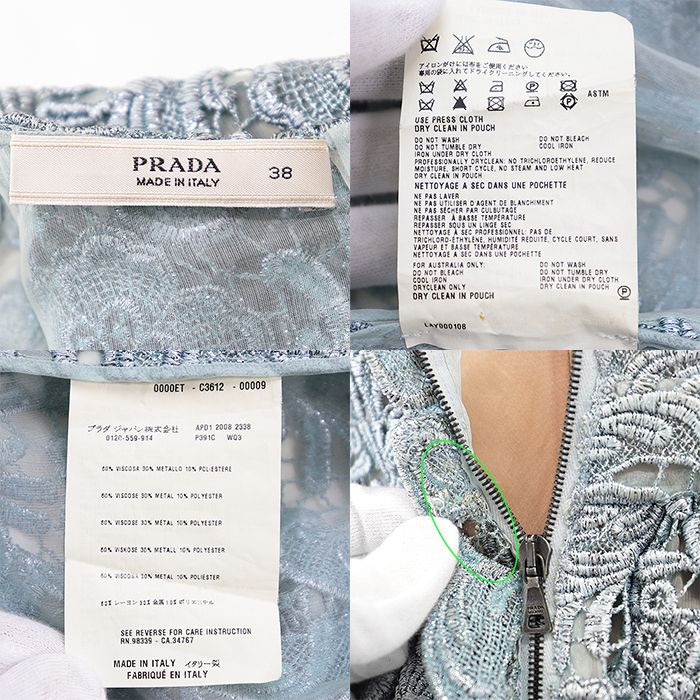 PRADA
MADE IN ITALY
38
アイロンがけには布をご使用ください
専用の袋に入れてドライクリーニングしてください
ASTM
USE PRESS CLOTH
DRY CLEAN IN POUCH
DO NOT WASH DO NOT BLEACH
DO NOT TUMBLE DRY COOL IRON
IRON UNDER DRY CLOTH
PROFESSIONALLY DRYCLEAN: NO TRICHLOROETHYLENE, REDUCE
MOISTURE, SHORT CYCLE, NO STEAM AND LOW HEAT
DRY CLEAN IN POUCH
NETTOYAGE A SEC DANS UNE POCHETTE
NE PAS LAVER
NE PAS UTILISER D'AGENT DE BLANCHIMENT
NE PAS SÉCHER PAR CULBUTAGE
REPASSER À BASSE TEMPÉRATURE
REPASSER SOUS UN LINGE SEC
NETTOYAGE A SEC PROFESSIONNEL: PAS DE
TRICHLORO-ÉTHYLÈNE, HUMIDITÉ RÉDUITE, CYCLE COURT, SANS
VAPEUR ET BASSE TEMPÉRATURE
NETTOYAGE A SEC DANS UNE POCHETTE
FOR AUSTRALIA ONLY: DO NOT WASH
DO NOT BLEACH DO NOT TUMBLE DRY
COOL IRON IRON UNDER DRY CLOTH
DRYCLEAN ONLY DRY CLEAN IN POUCH
DRY CLEAN IN POUCH
LAY000108
0000ET - C3612 - 00009
プラダ ジャパン株式会社 APD1 2008.2338
0120-559-914 P391C WQ3
60% VISCOSA 30% METALLO 10% POLIESTERE
60% VISCOSE 30% METAL 10% POLYESTER
60% VISCOSE 30% METAL 10% POLYESTER
60% VISKOSE 30% METALL 10% POLYESTER
60% VISCOSA 30% METAL 10% POLIESTER
60% レーヨン 30% 金属 10% ポリエステル
SEE REVERSE FOR CARE INSTRUCTION
RN.98339 - CA.34767
MADE IN ITALY イタリー製
FABRIQUÉ EN ITALY
PRADA
MILANO